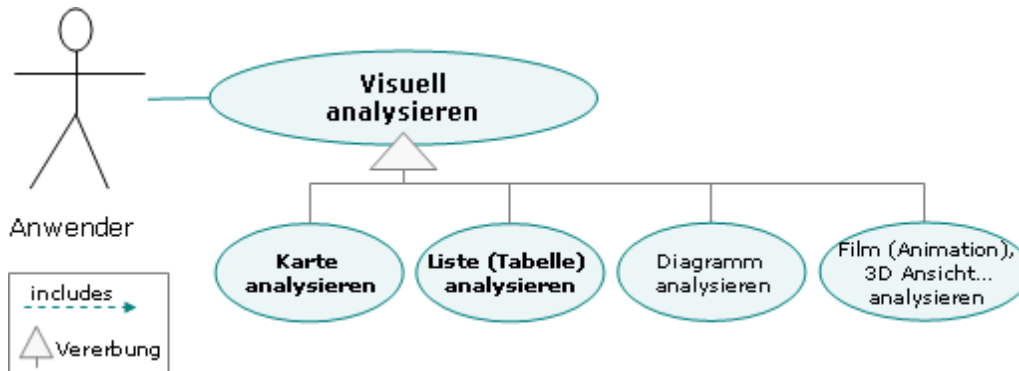 Visuell
analysieren
Anwender
Karte
analysieren
Liste (Tabelle)
analysieren
Diagramm
analysieren
Film (Animation),
3D Ansicht...
analysieren
includes
Vererbung